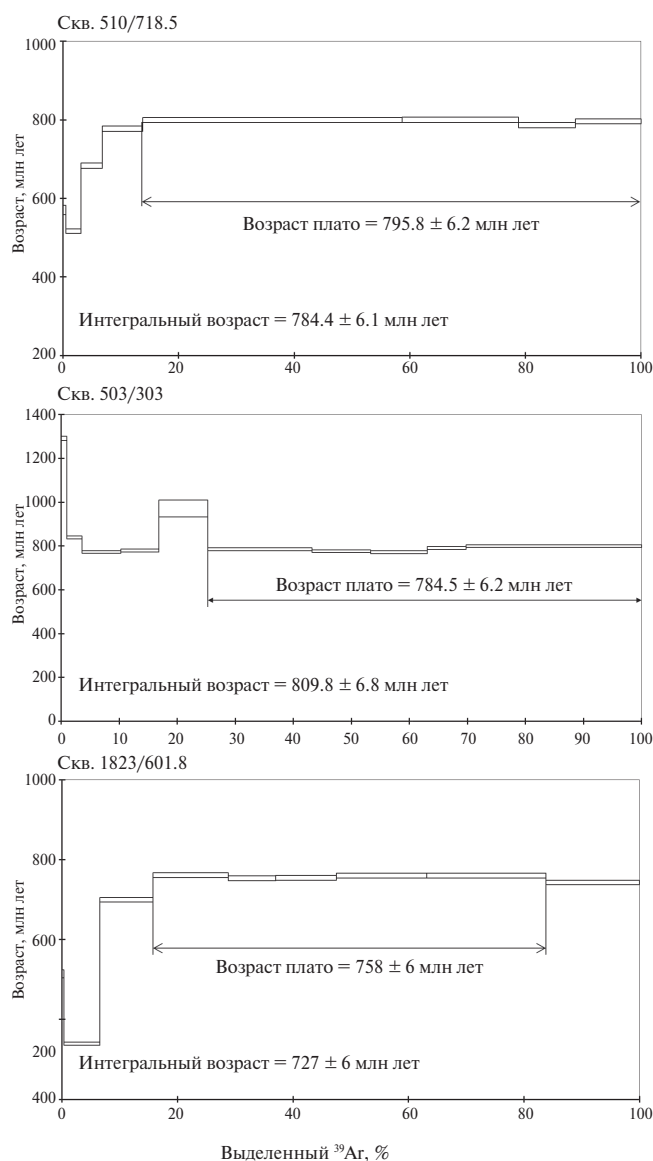 Скв. 510/718.5
1000
800
600
400
200
Возраст, млн лет
Возраст плато = 795.8 ± 6.2 млн лет
Интегральный возраст = 784.4 ± 6.1 млн лет
0 20 40 60 80 100
Скв. 503/303
1400
1200
1000
800
600
400
200
0
Возраст, млн лет
Возраст плато = 784.5 ± 6.2 млн лет
Интегральный возраст = 809.8 ± 6.8 млн лет
0 10 20 30 40 50 60 70 80 90 100
Скв. 1823/601.8
1000
800
600
200
400
Возраст, млн лет
Возраст плато = 758 ± 6 млн лет
Интегральный возраст = 727 ± 6 млн лет
0 20 40 60 80 100
Выделенный ³⁹Ar, %